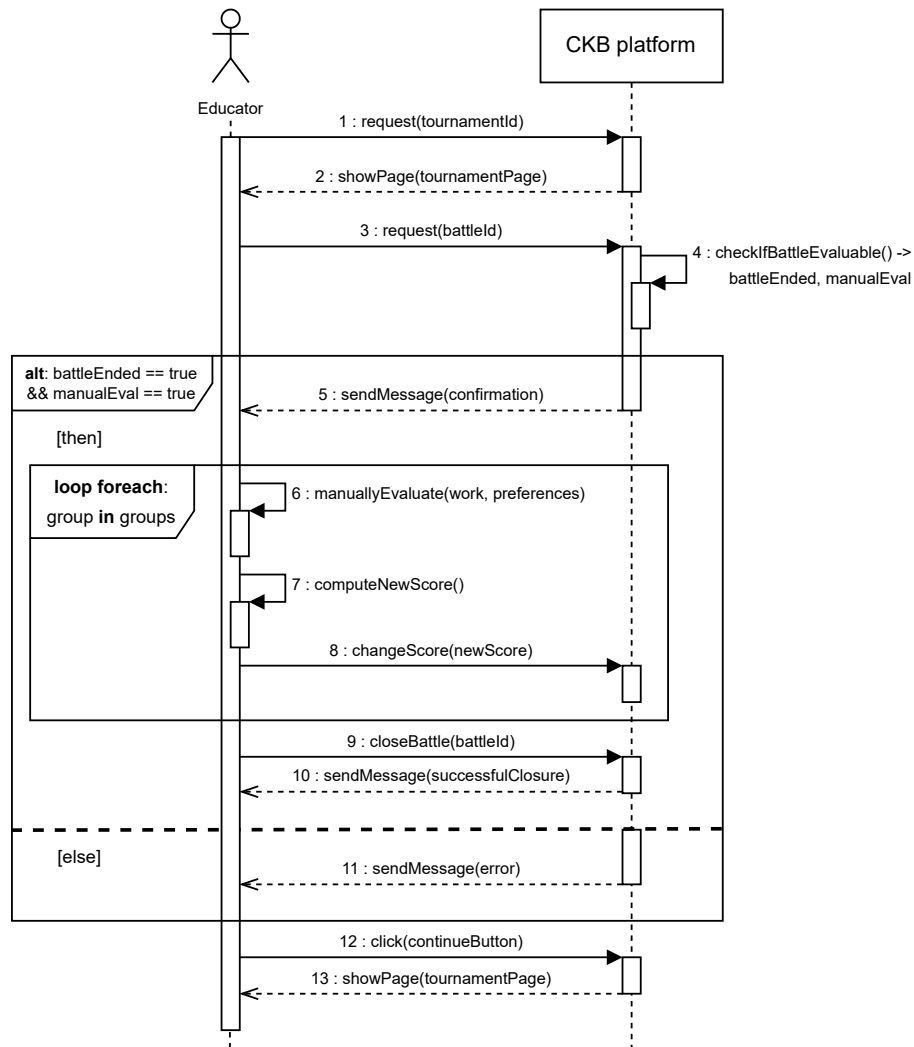 CKB platform
Educator
1 : request(tournamentId)
2 : showPage(tournamentPage)
3 : request(battleId)
4 : checkIfBattleEvaluable() ->
battleEnded, manualEval
alt: battleEnded == true
&& manualEval == true
5 : sendMessage(confirmation)
[then]
loop foreach:
group in groups
6 : manuallyEvaluate(work, preferences)
7 : computeNewScore()
8 : changeScore(newScore)
9 : closeBattle(battleId)
10 : sendMessage(successfulClosure)
[else]
11 : sendMessage(error)
12 : click(continueButton)
13 : showPage(tournamentPage)